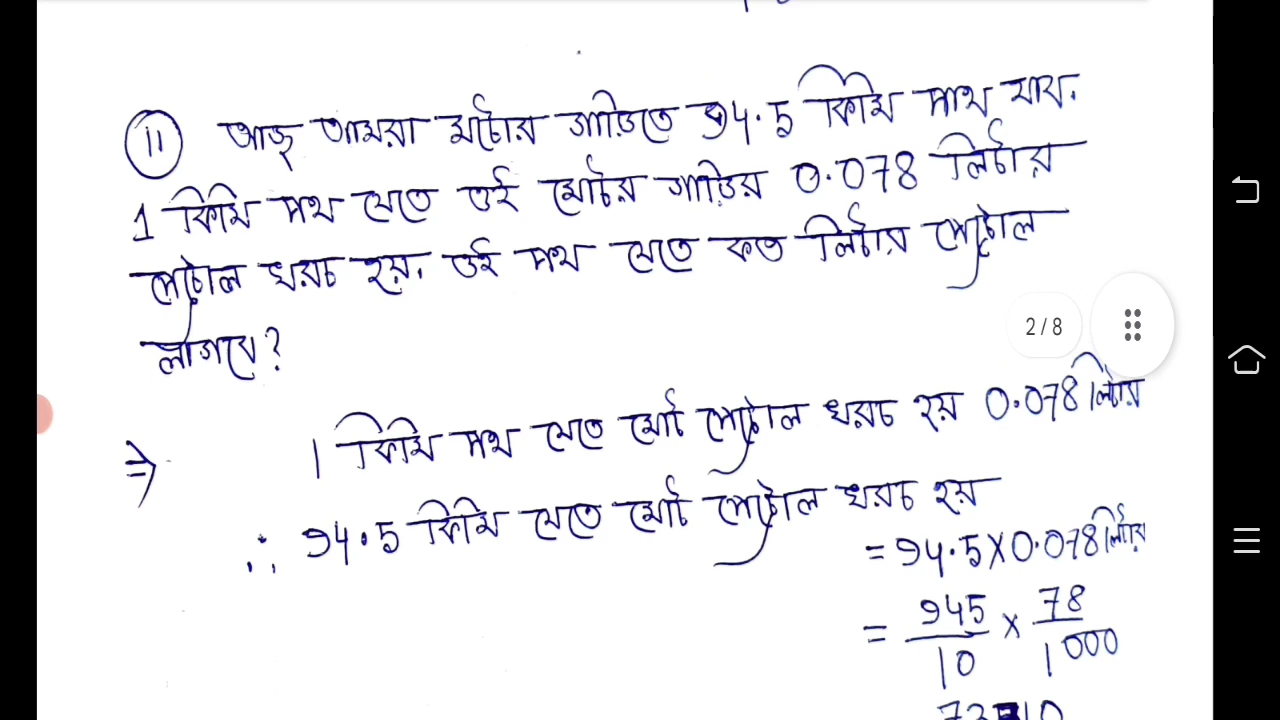 11 আজ আমরা মটোর গাড়িতে 94.5 কিমি পথ যাব.
1 কিমি পথ যেতে ওই মোটর গাড়ির 0.078 লিটার
পেট্রোল খরচ হয়. ওই পথ যেতে কত লিটার পেট্রোল
লাগবে?
2/8
⇒ 1 কিমি পথ যেতে মোট পেট্রোল খরচ হয় 0.078 লিটার
∴ 94.5 কিমি যেতে মোট পেট্রোল খরচ হয়
= 94.5 X 0.078 লিটার
= 945/10 × 78/1000